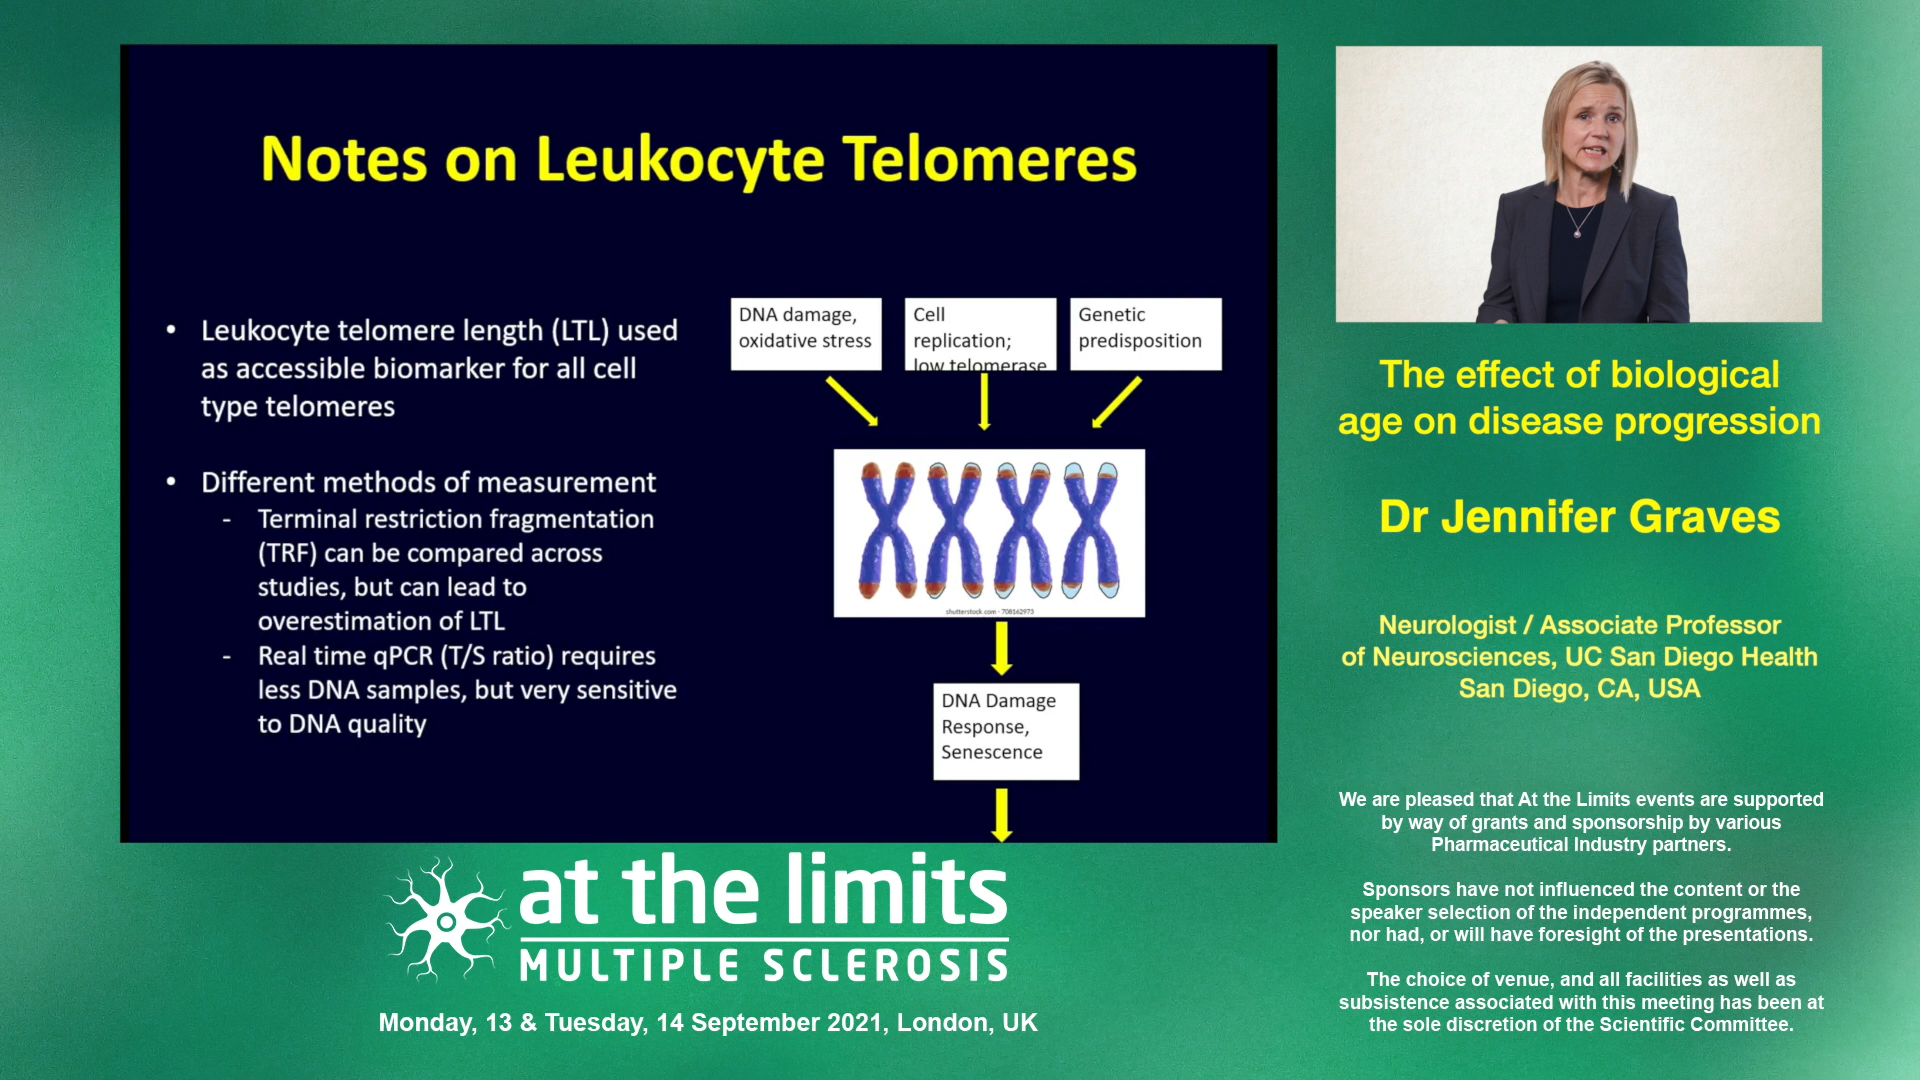 Notes on Leukocyte Telomeres
• Leukocyte telomere length (LTL) used
as accessible biomarker for all cell
type telomeres
• Different methods of measurement
- Terminal restriction fragmentation
(TRF) can be compared across
studies, but can lead to
overestimation of LTL
- Real time qPCR (T/S ratio) requires
less DNA samples, but very sensitive
to DNA quality
DNA damage,
oxidative stress
Cell
replication;
low telomerase
Genetic
predisposition
shutterstock.com · 708162973
DNA Damage
Response,
Senescence
The effect of biological
age on disease progression
Dr Jennifer Graves
Neurologist / Associate Professor
of Neurosciences, UC San Diego Health
San Diego, CA, USA
We are pleased that At the Limits events are supported
by way of grants and sponsorship by various
Pharmaceutical Industry partners.
Sponsors have not influenced the content or the
speaker selection of the independent programmes,
nor had, or will have foresight of the presentations.
The choice of venue, and all facilities as well as
subsistence associated with this meeting has been at
the sole discretion of the Scientific Committee.
at the limits
MULTIPLE SCLEROSIS
Monday, 13 & Tuesday, 14 September 2021, London, UK